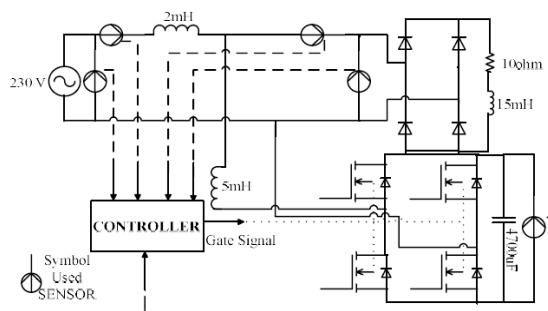 2mH
230 V
10ohm
15mH
5mH
CONTROLLER
Gate Signal
4700uF
Symbol
Used
SENSOR